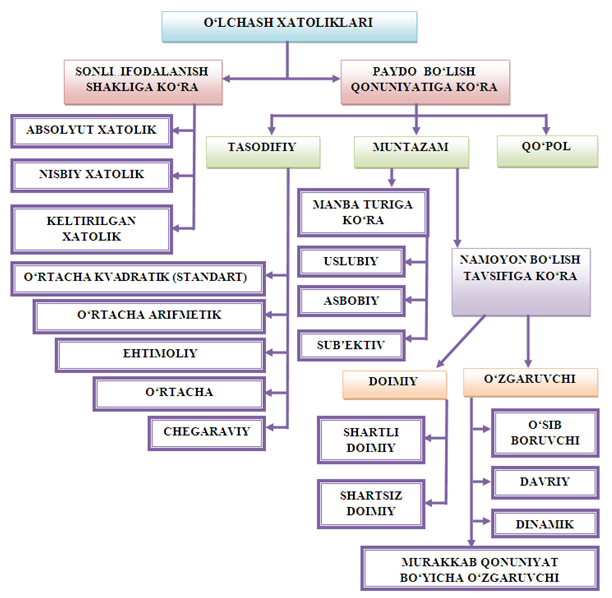 O‘LCHASH XATOLIKLARI
SONLI IFODALANISH
SHAKLIGA KO‘RA
PAYDO BO‘LISH
QONUNIYATIGA KO‘RA
ABSOLYUT XATOLIK
NISBIY XATOLIK
KELTIRILGAN
XATOLIK
TASODIFIY
MUNTAZAM
QO‘POL
O‘RTACHA KVADRATIK (STANDART)
O‘RTACHA ARIFMETIK
EHTIMOLIY
O‘RTACHA
CHEGARAVIY
MANBA TURIGA
KO‘RA
USLUBIY
ASBOBIY
SUB’EKTIV
NAMOYON BO‘LISH
TAVSIFIGA KO‘RA
DOIMIY
SHARTLI
DOIMIY
SHARTSIZ
DOIMIY
O‘ZGARUVCHI
O‘SIB
BORUVCHI
DAVRIY
DINAMIK
MURAKKAB QONUNIYAT
BO‘YICHA O‘ZGARUVCHI